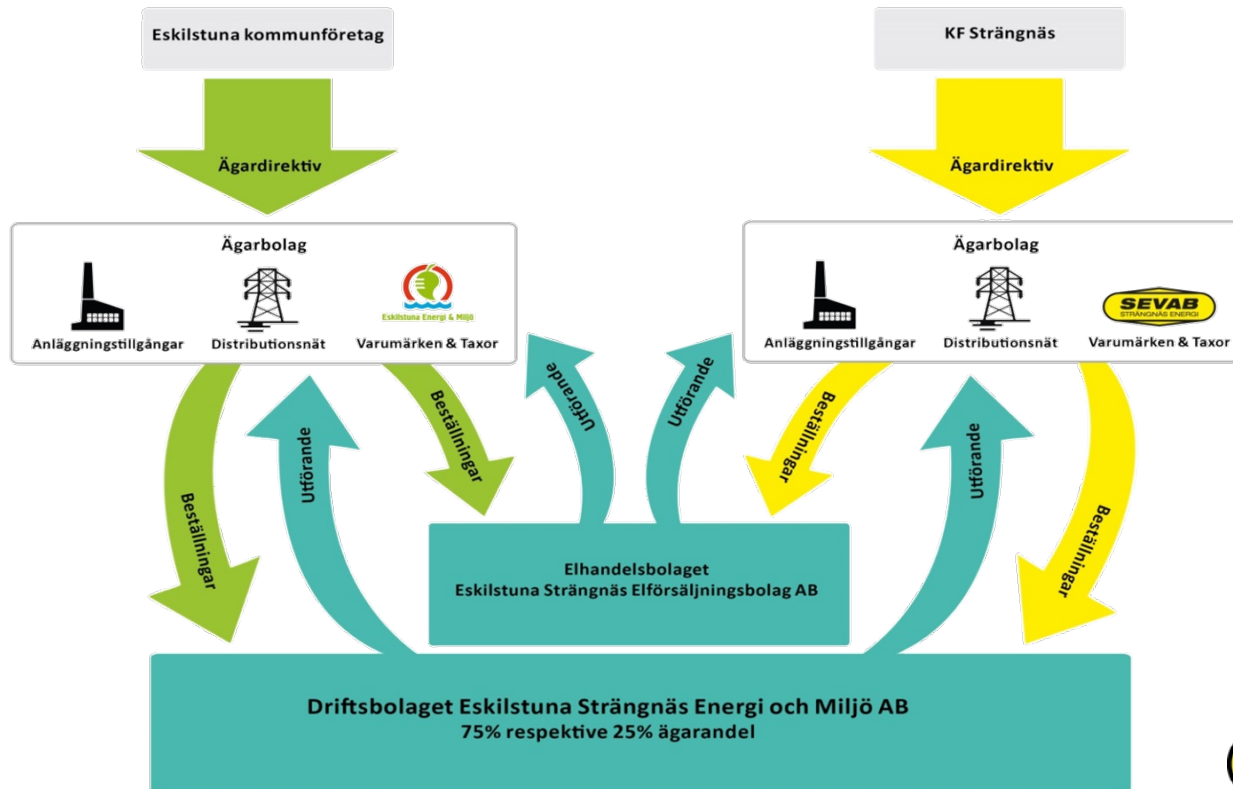 Eskilstuna kommunföretag
KF Strängnäs
Ägardirektiv
Ägardirektiv
Ägarbolag
Eskilstuna Energi & Miljö
Anläggningstillgångar
Distributionsnät
Varumärken & Taxor
Ägarbolag
SEVAB
STRÄNGNÄS ENERGI
Anläggningstillgångar
Distributionsnät
Varumärken & Taxor
Beställningar
Utförande
Beställningar
Utförande
Utförande
Beställningar
Utförande
Beställningar
Elhandelsbolaget
Eskilstuna Strängnäs Elförsäljningsbolag AB
Driftsbolaget Eskilstuna Strängnäs Energi och Miljö AB
75% respektive 25% ägarandel